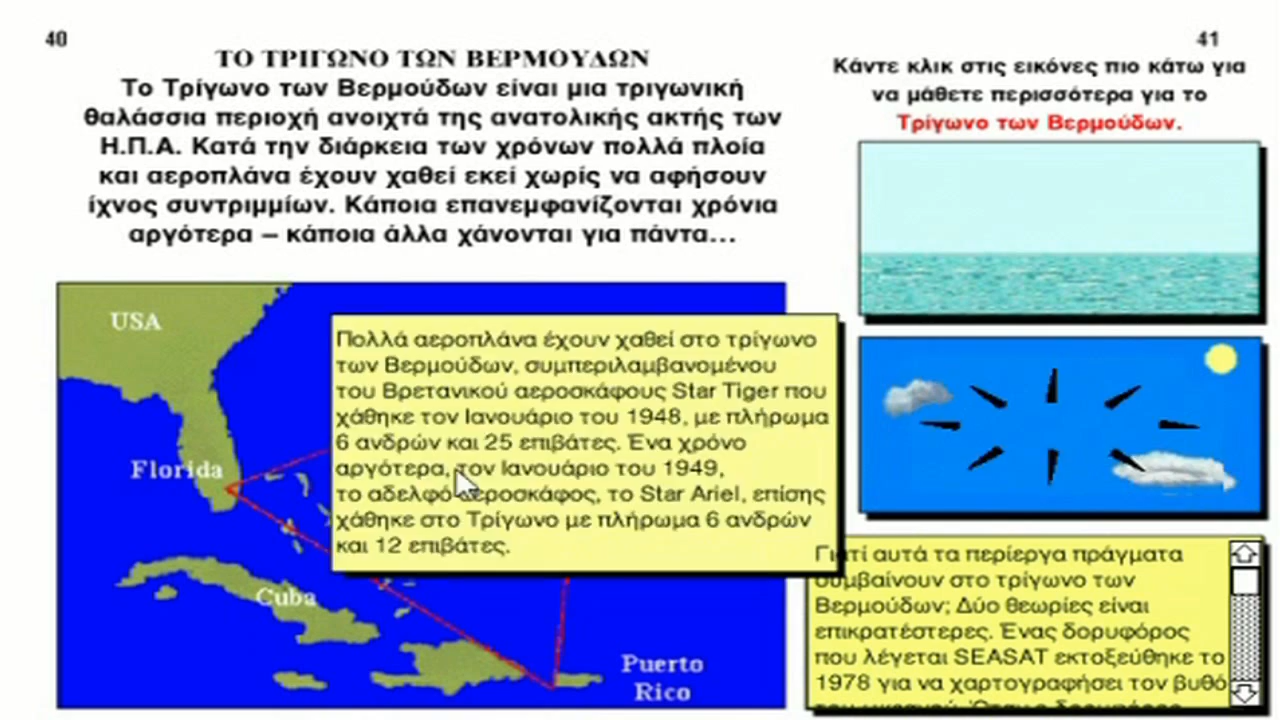 40
ΤΟ ΤΡΙΓΩΝΟ ΤΩΝ ΒΕΡΜΟΥΔΩΝ
Το Τρίγωνο των Βερμούδων είναι μια τριγωνική
θαλάσσια περιοχή ανοιχτά της ανατολικής ακτής των
Η.Π.Α. Κατά την διάρκεια των χρόνων πολλά πλοία
και αεροπλάνα έχουν χαθεί εκεί χωρίς να αφήσουν
ίχνος συντριμμίων. Κάποια επανεμφανίζονται χρόνια
αργότερα – κάποια άλλα χάνονται για πάντα...
USA
Florida
Cuba
Puerto
Rico
Πολλά αεροπλάνα έχουν χαθεί στο τρίγωνο
των Βερμούδων, συμπεριλαμβανομένου
του Βρετανικού αεροσκάφους Star Tiger που
χάθηκε τον Ιανουάριο του 1948, με πλήρωμα
6 ανδρών και 25 επιβάτες. Ένα χρόνο
αργότερα, τον Ιανουάριο του 1949,
το αδελφό αεροσκάφος, το Star Ariel, επίσης
χάθηκε στο Τρίγωνο με πλήρωμα 6 ανδρών
και 12 επιβάτες.
41
Κάντε κλικ στις εικόνες πιο κάτω για
να μάθετε περισσότερα για το
Τρίγωνο των Βερμούδων.
Γιατί αυτά τα περίεργα πράγματα
συμβαίνουν στο τρίγωνο των
Βερμούδων; Δύο θεωρίες είναι
επικρατέστερες. Ένας δορυφόρος
που λέγεται SEASAT εκτοξεύθηκε το
1978 για να χαρτογραφήσει τον βυθό